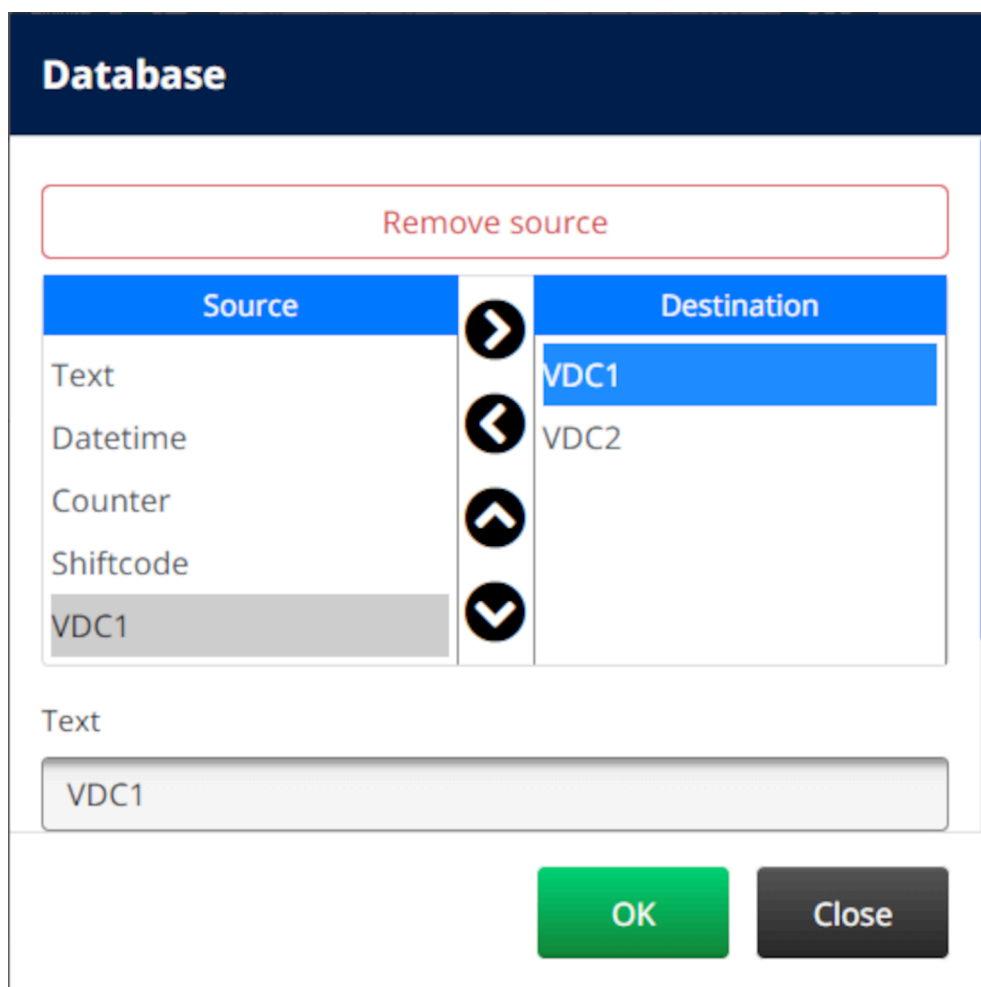 Database
Remove source
Source
Destination
Text
VDC1
Datetime
VDC2
Counter
Shiftcode
VDC1
Text
VDC1
OK
Close